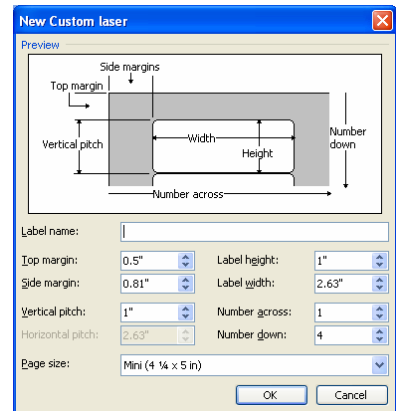 New Custom laser
Preview
Side margins
Top margin
Vertical pitch
Width
Height
Number down
Number across
Label name:
Top margin: 0.5" Label height: 1"
Side margin: 0.81" Label width: 2.63"
Vertical pitch: 1" Number across: 1
Horizontal pitch: 2.63" Number down: 4
Page size: Mini (4 ¼ x 5 in)
OK Cancel